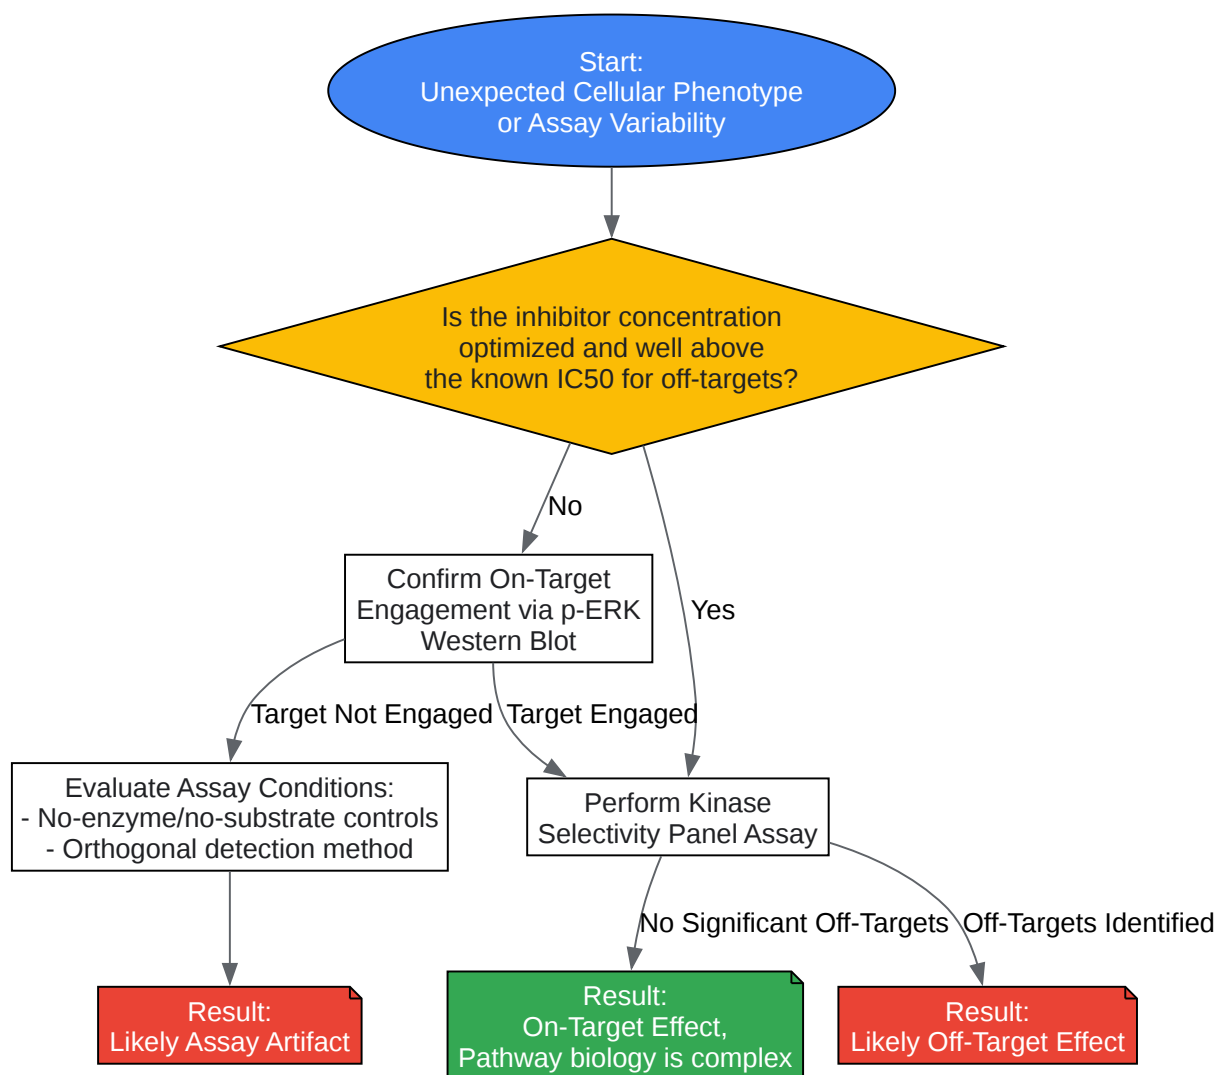 Start:
Unexpected Cellular Phenotype
or Assay Variability
Is the inhibitor concentration
optimized and well above
the known IC50 for off-targets?
No
Yes
Confirm On-Target
Engagement via p-ERK
Western Blot
Target Not Engaged
Target Engaged
Evaluate Assay Conditions:
- No-enzyme/no-substrate controls
- Orthogonal detection method
Perform Kinase
Selectivity Panel Assay
No Significant Off-Targets
Off-Targets Identified
Result:
Likely Assay Artifact
Result:
On-Target Effect,
Pathway biology is complex
Result:
Likely Off-Target Effect